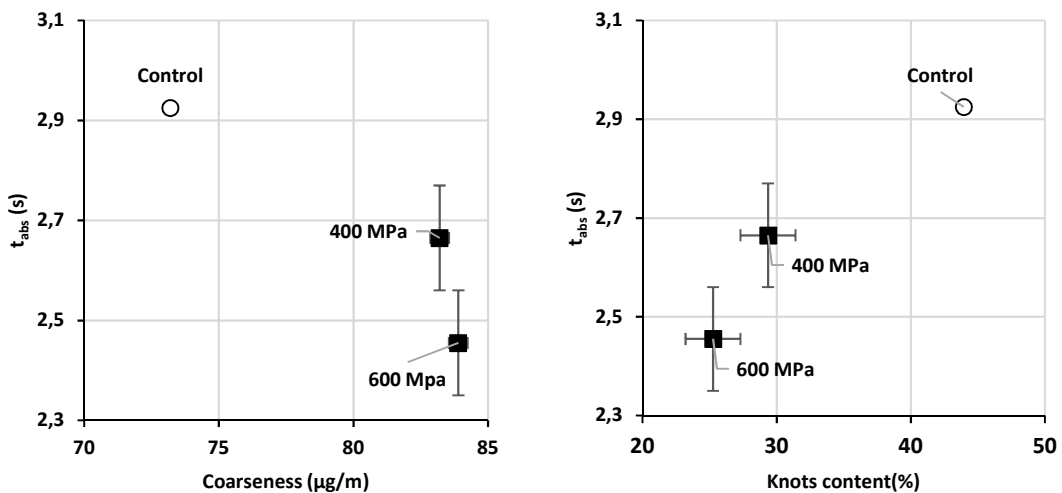 3,1
2,9
2,7
2,5
2,3
t_abs (s)
Control
400 MPa
600 Mpa
70 75 80 85
Coarseness (µg/m)
3,1
2,9
2,7
2,5
2,3
t_abs (s)
Control
400 MPa
600 MPa
20 30 40 50
Knots content(%)